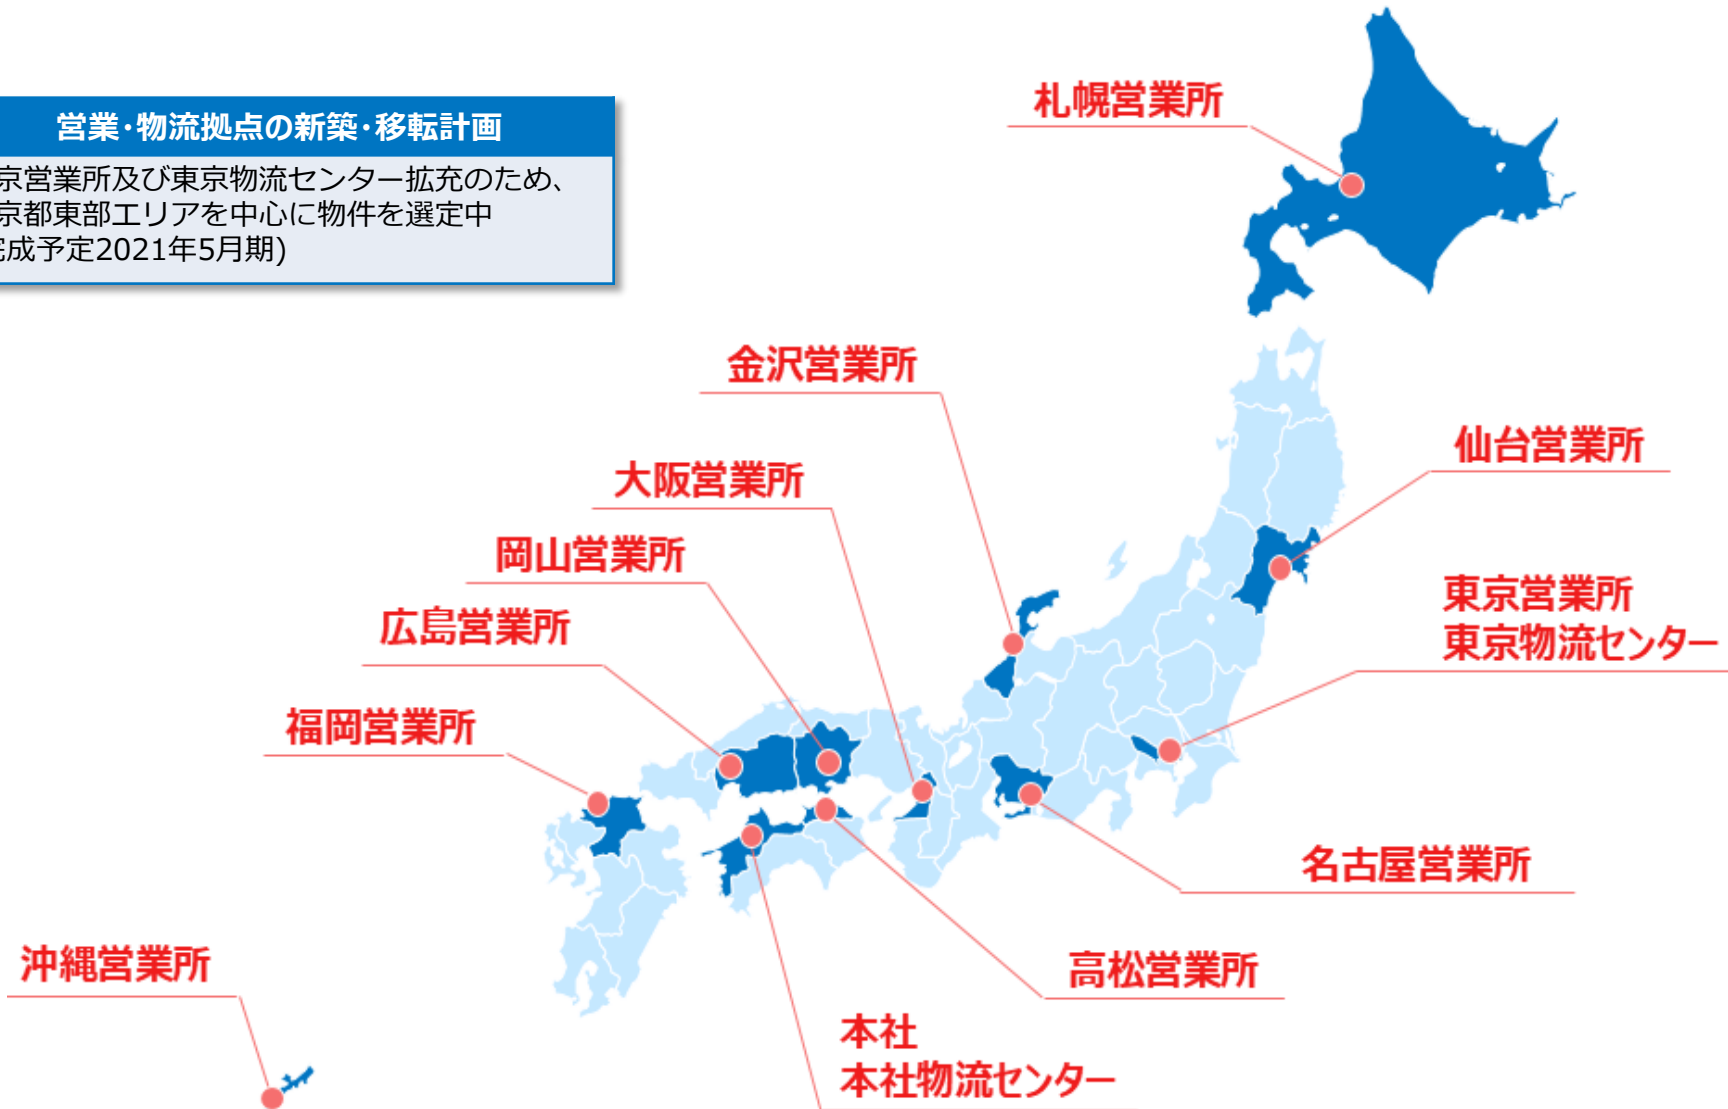 営業・物流拠点の新築・移転計画
京営業所及び東京物流センター拡充のため、
京都東部エリアを中心に物件を選定中
完成予定2021年5月期)
札幌営業所
金沢営業所
仙台営業所
大阪営業所
岡山営業所
東京営業所
東京物流センター
広島営業所
福岡営業所
名古屋営業所
沖縄営業所
高松営業所
本社
本社物流センター